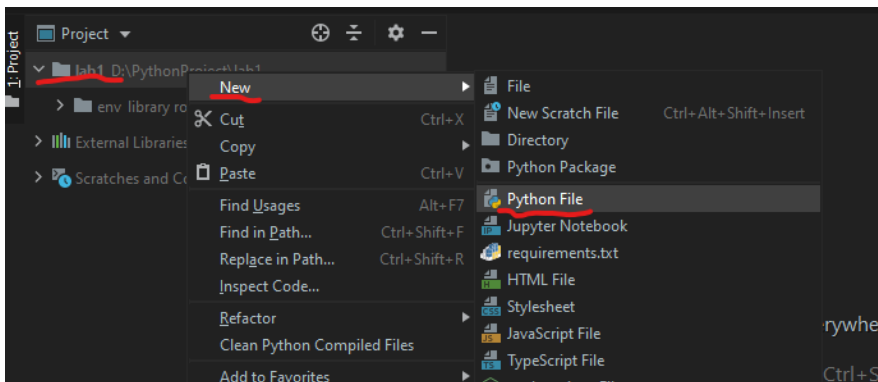 1: Project
Project
lab1 D:\PythonProject\lab1
env library ro
External Libraries
Scratches and Co
New
Cut Ctrl+X
Copy
Paste Ctrl+V
Find Usages Alt+F7
Find in Path... Ctrl+Shift+F
Replace in Path... Ctrl+Shift+R
Inspect Code...
Refactor
Clean Python Compiled Files
Add to Favorites
File
New Scratch File Ctrl+Alt+Shift+Insert
Directory
Python Package
Python File
Jupyter Notebook
requirements.txt
HTML File
Stylesheet
JavaScript File
TypeScript File
rywhe
Ctrl+S